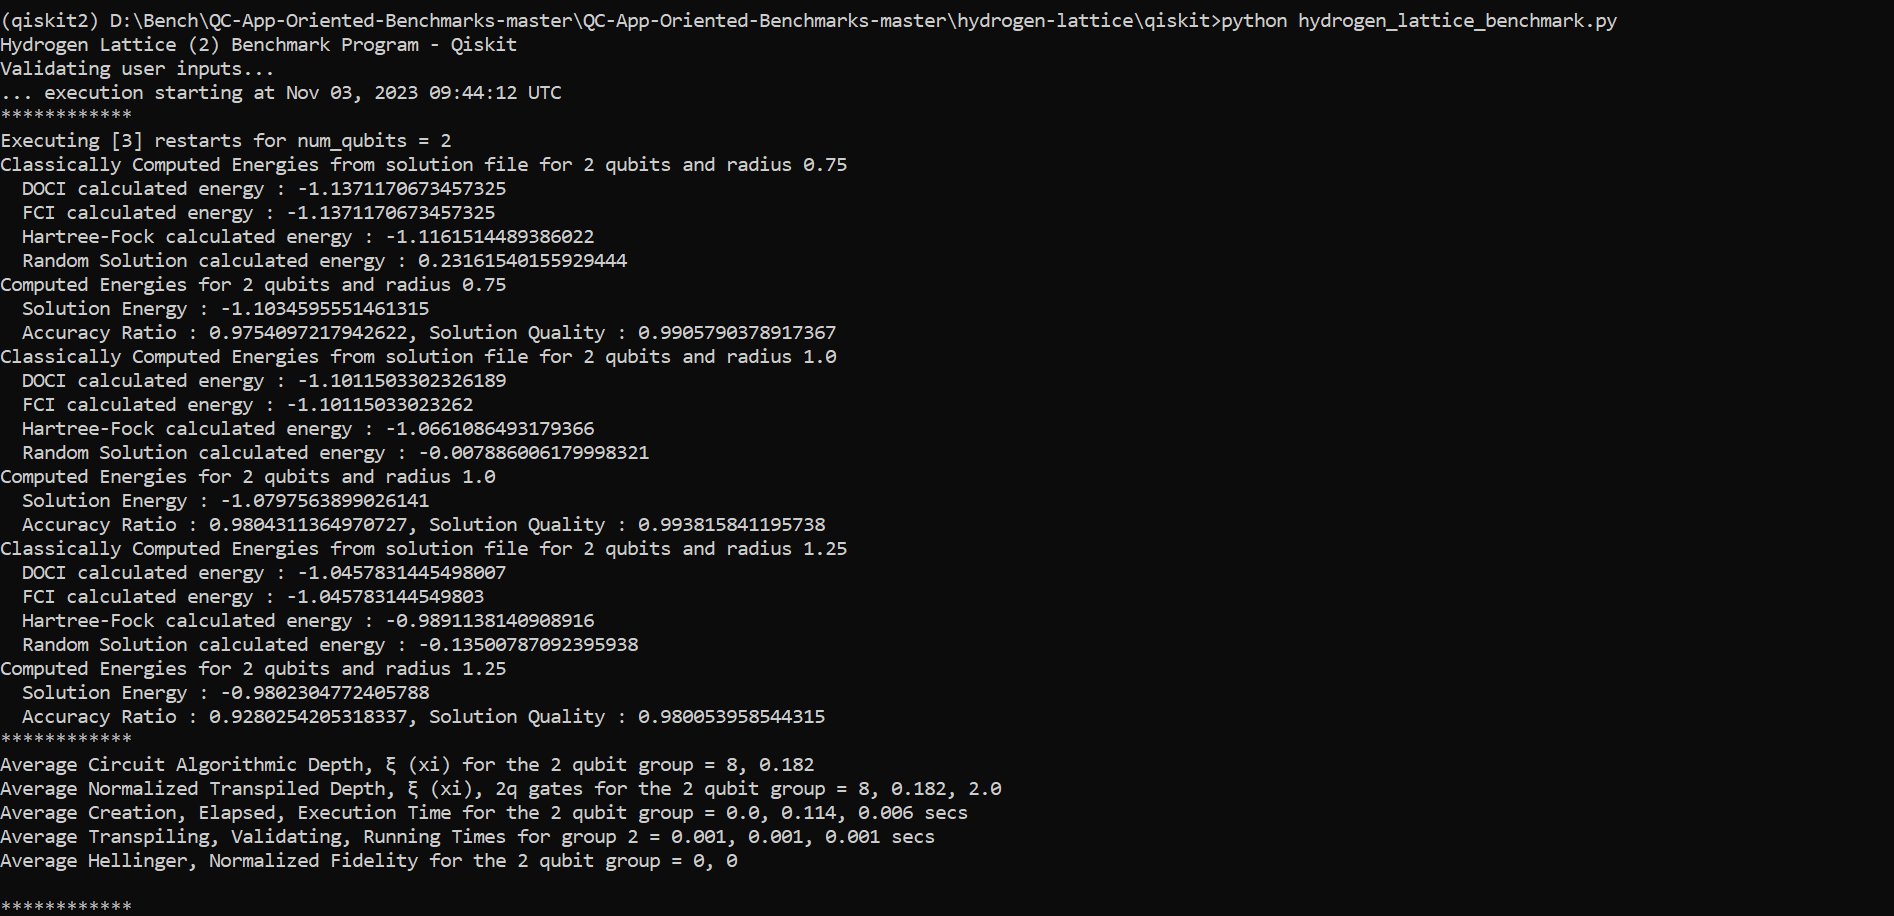 (qiskit2) D:\Bench\QC-App-Oriented-Benchmarks-master\QC-App-Oriented-Benchmarks-master\hydrogen-lattice\qiskit>python hydrogen_lattice_benchmark.py
Hydrogen Lattice (2) Benchmark Program - Qiskit
Validating user inputs...
... execution starting at Nov 03, 2023 09:44:12 UTC
************
Executing [3] restarts for num_qubits = 2
Classically Computed Energies from solution file for 2 qubits and radius 0.75
  DOCI calculated energy : -1.1371170673457325
  FCI calculated energy : -1.1371170673457325
  Hartree-Fock calculated energy : -1.1161514489386022
  Random Solution calculated energy : 0.23161540155929444
Computed Energies for 2 qubits and radius 0.75
  Solution Energy : -1.1034595551461315
  Accuracy Ratio : 0.9754097217942622, Solution Quality : 0.9905790378917367
Classically Computed Energies from solution file for 2 qubits and radius 1.0
  DOCI calculated energy : -1.1011503302326189
  FCI calculated energy : -1.10115033023262
  Hartree-Fock calculated energy : -1.0661086493179366
  Random Solution calculated energy : -0.007886006179998321
Computed Energies for 2 qubits and radius 1.0
  Solution Energy : -1.0797563899026141
  Accuracy Ratio : 0.9804311364970727, Solution Quality : 0.993815841195738
Classically Computed Energies from solution file for 2 qubits and radius 1.25
  DOCI calculated energy : -1.0457831445498007
  FCI calculated energy : -1.045783144549803
  Hartree-Fock calculated energy : -0.9891138140908916
  Random Solution calculated energy : -0.13500787092395938
Computed Energies for 2 qubits and radius 1.25
  Solution Energy : -0.9802304772405788
  Accuracy Ratio : 0.9280254205318337, Solution Quality : 0.980053958544315
************
Average Circuit Algorithmic Depth, ξ (xi) for the 2 qubit group = 8, 0.182
Average Normalized Transpiled Depth, ξ (xi), 2q gates for the 2 qubit group = 8, 0.182, 2.0
Average Creation, Elapsed, Execution Time for the 2 qubit group = 0.0, 0.114, 0.006 secs
Average Transpiling, Validating, Running Times for group 2 = 0.001, 0.001, 0.001 secs
Average Hellinger, Normalized Fidelity for the 2 qubit group = 0, 0

************